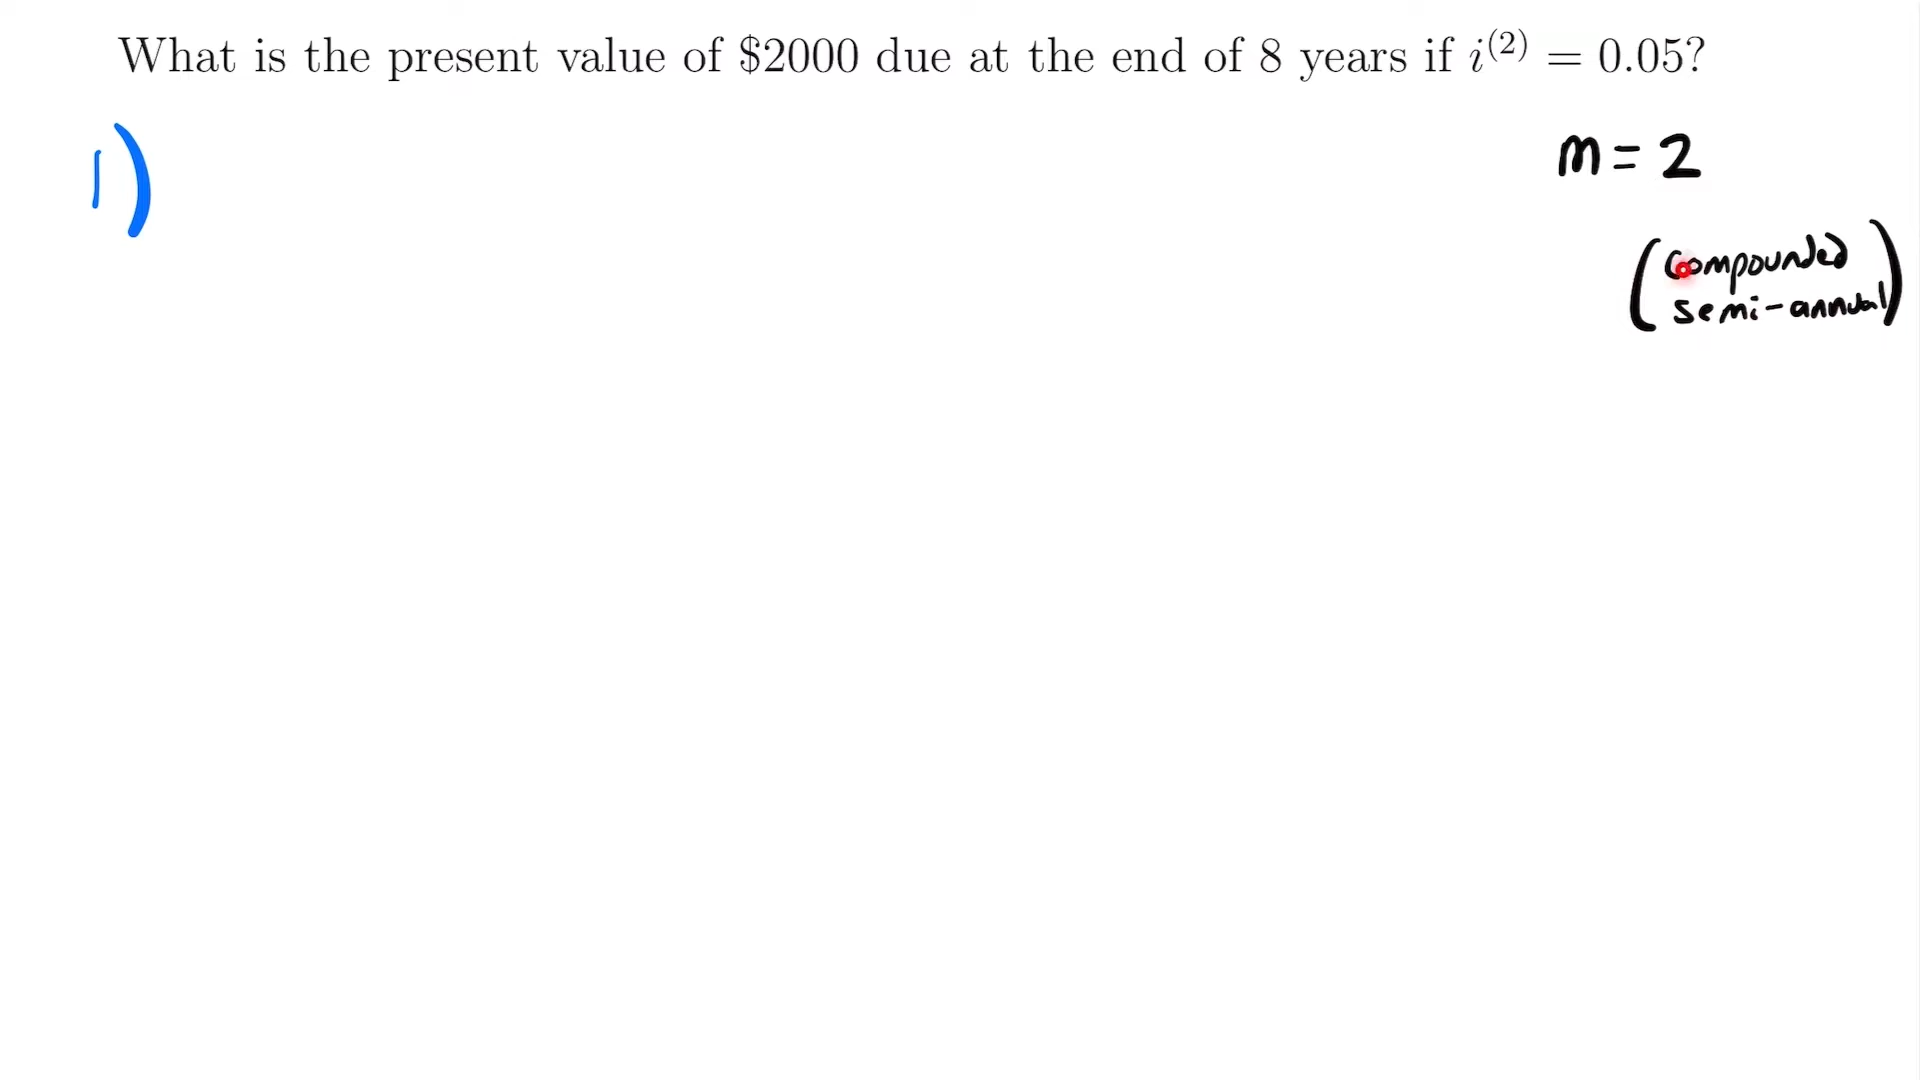 What is the present value of $2000 due at the end of 8 years if i^{(2)} = 0.05?
1)
m = 2
(compounded
semi-annual)